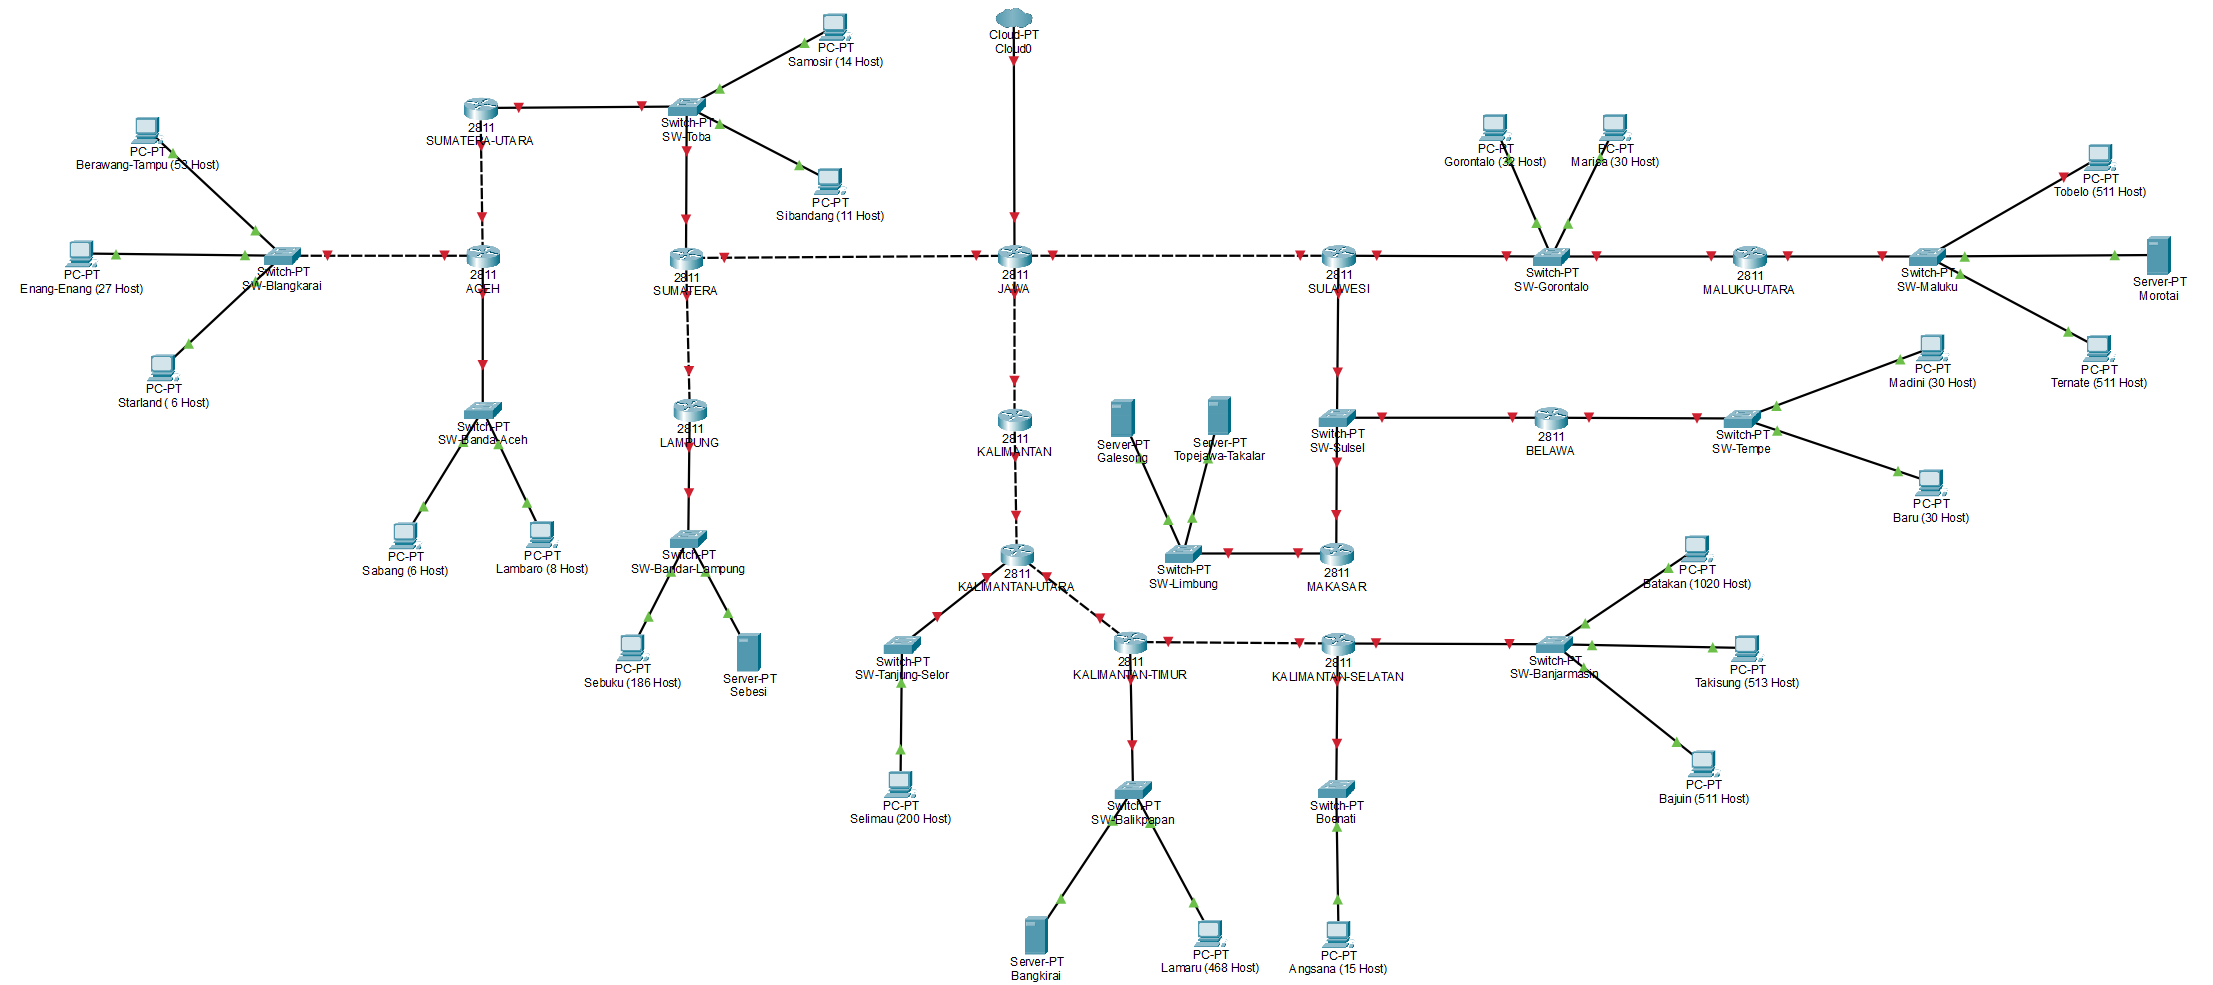 Cloud-PT
Cloud0
PC-PT
Samosir (14 Host)
2811
SUMATERA-UTARA
Switch-PT
SW-Toba
PC-PT
Berawang-Tampu (53 Host)
PC-PT
Gorontalo (32 Host)
PC-PT
Marisa (30 Host)
PC-PT
Tobelo (511 Host)
PC-PT
Sibandang (11 Host)
PC-PT
Enang-Enang (27 Host)
Switch-PT
SW-Blangkarai
2811
ACEH
2811
SUMATERA
2811
JAWA
2811
SULAWESI
Switch-PT
SW-Gorontalo
2811
MALUKU-UTARA
Switch-PT
SW-Maluku
Server-PT
Morotai
PC-PT
Starland ( 6 Host)
PC-PT
Madini (30 Host)
PC-PT
Ternate (511 Host)
Switch-PT
SW-Banda-Aceh
2811
LAMPUNG
2811
KALIMANTAN
Server-PT
Galesong
Server-PT
Topejawa-Takalar
Switch-PT
SW-Sulsel
2811
BELAWA
Switch-PT
SW-Tempe
PC-PT
Baru (30 Host)
PC-PT
Sabang (6 Host)
PC-PT
Lambaro (8 Host)
Switch-PT
SW-Bandar-Lampung
2811
KALIMANTAN-UTARA
Switch-PT
SW-Limbung
2811
MAKASAR
PC-PT
Batakan (1020 Host)
PC-PT
Sebuku (186 Host)
Server-PT
Sebesi
Switch-PT
SW-Tanjung-Selor
2811
KALIMANTAN-TIMUR
2811
KALIMANTAN-SELATAN
Switch-PT
SW-Banjarmasin
PC-PT
Takisung (513 Host)
PC-PT
Bajuin (511 Host)
PC-PT
Selimau (200 Host)
Switch-PT
SW-Balikpapan
Switch-PT
Boenati
Server-PT
Bangkirai
PC-PT
Lamaru (468 Host)
PC-PT
Angsana (15 Host)